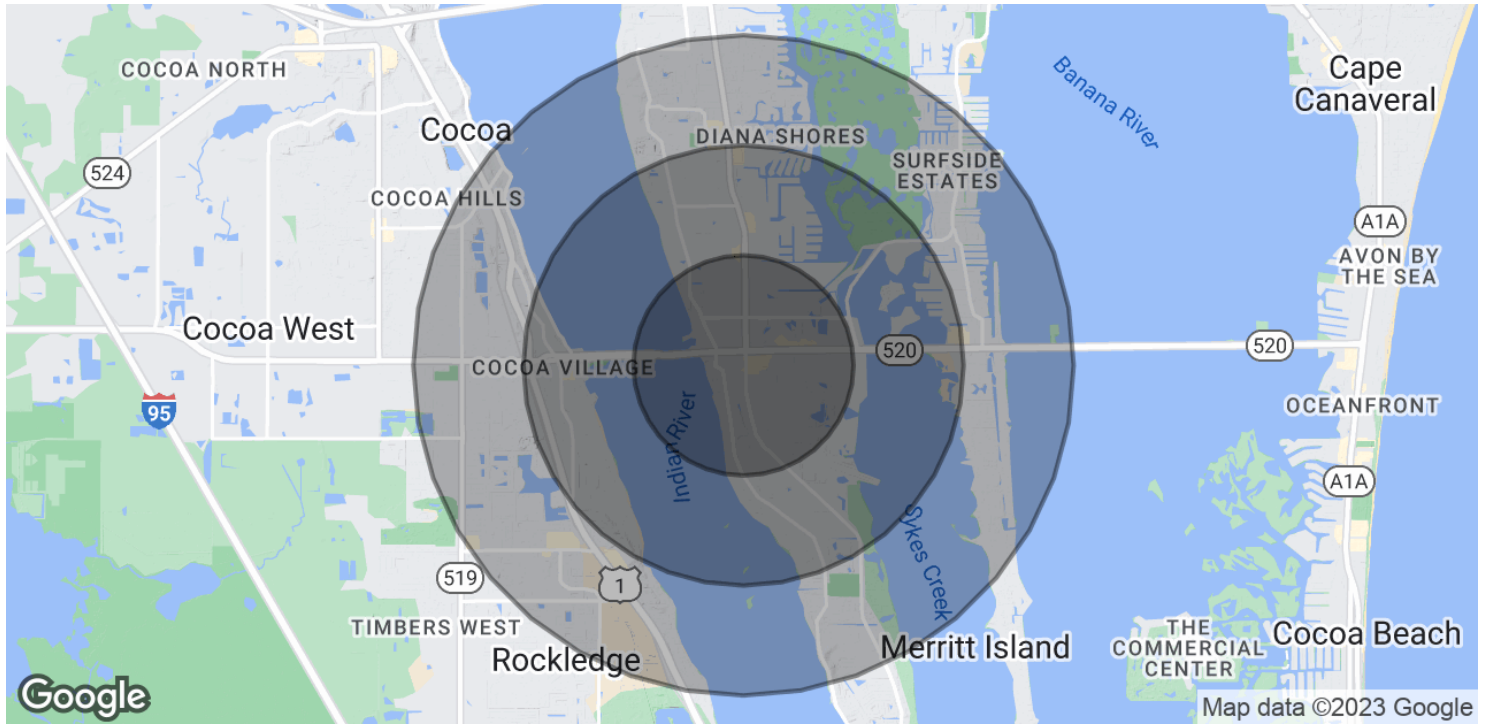 COCOA NORTH
Cocoa
524
COCOA HILLS
DIANA SHORES
SURFSIDE
ESTATES
Banana River
Cape
Canaveral
A1A
AVON BY
THE SEA
Cocoa West
COCOA VILLAGE
520
520
95
Indian River
OCEANFRONT
A1A
Sykes Creek
519
1
TIMBERS WEST
Rockledge
Merritt Island
THE
COMMERCIAL
CENTER
Cocoa Beach
Google
Map data ©2023 Google